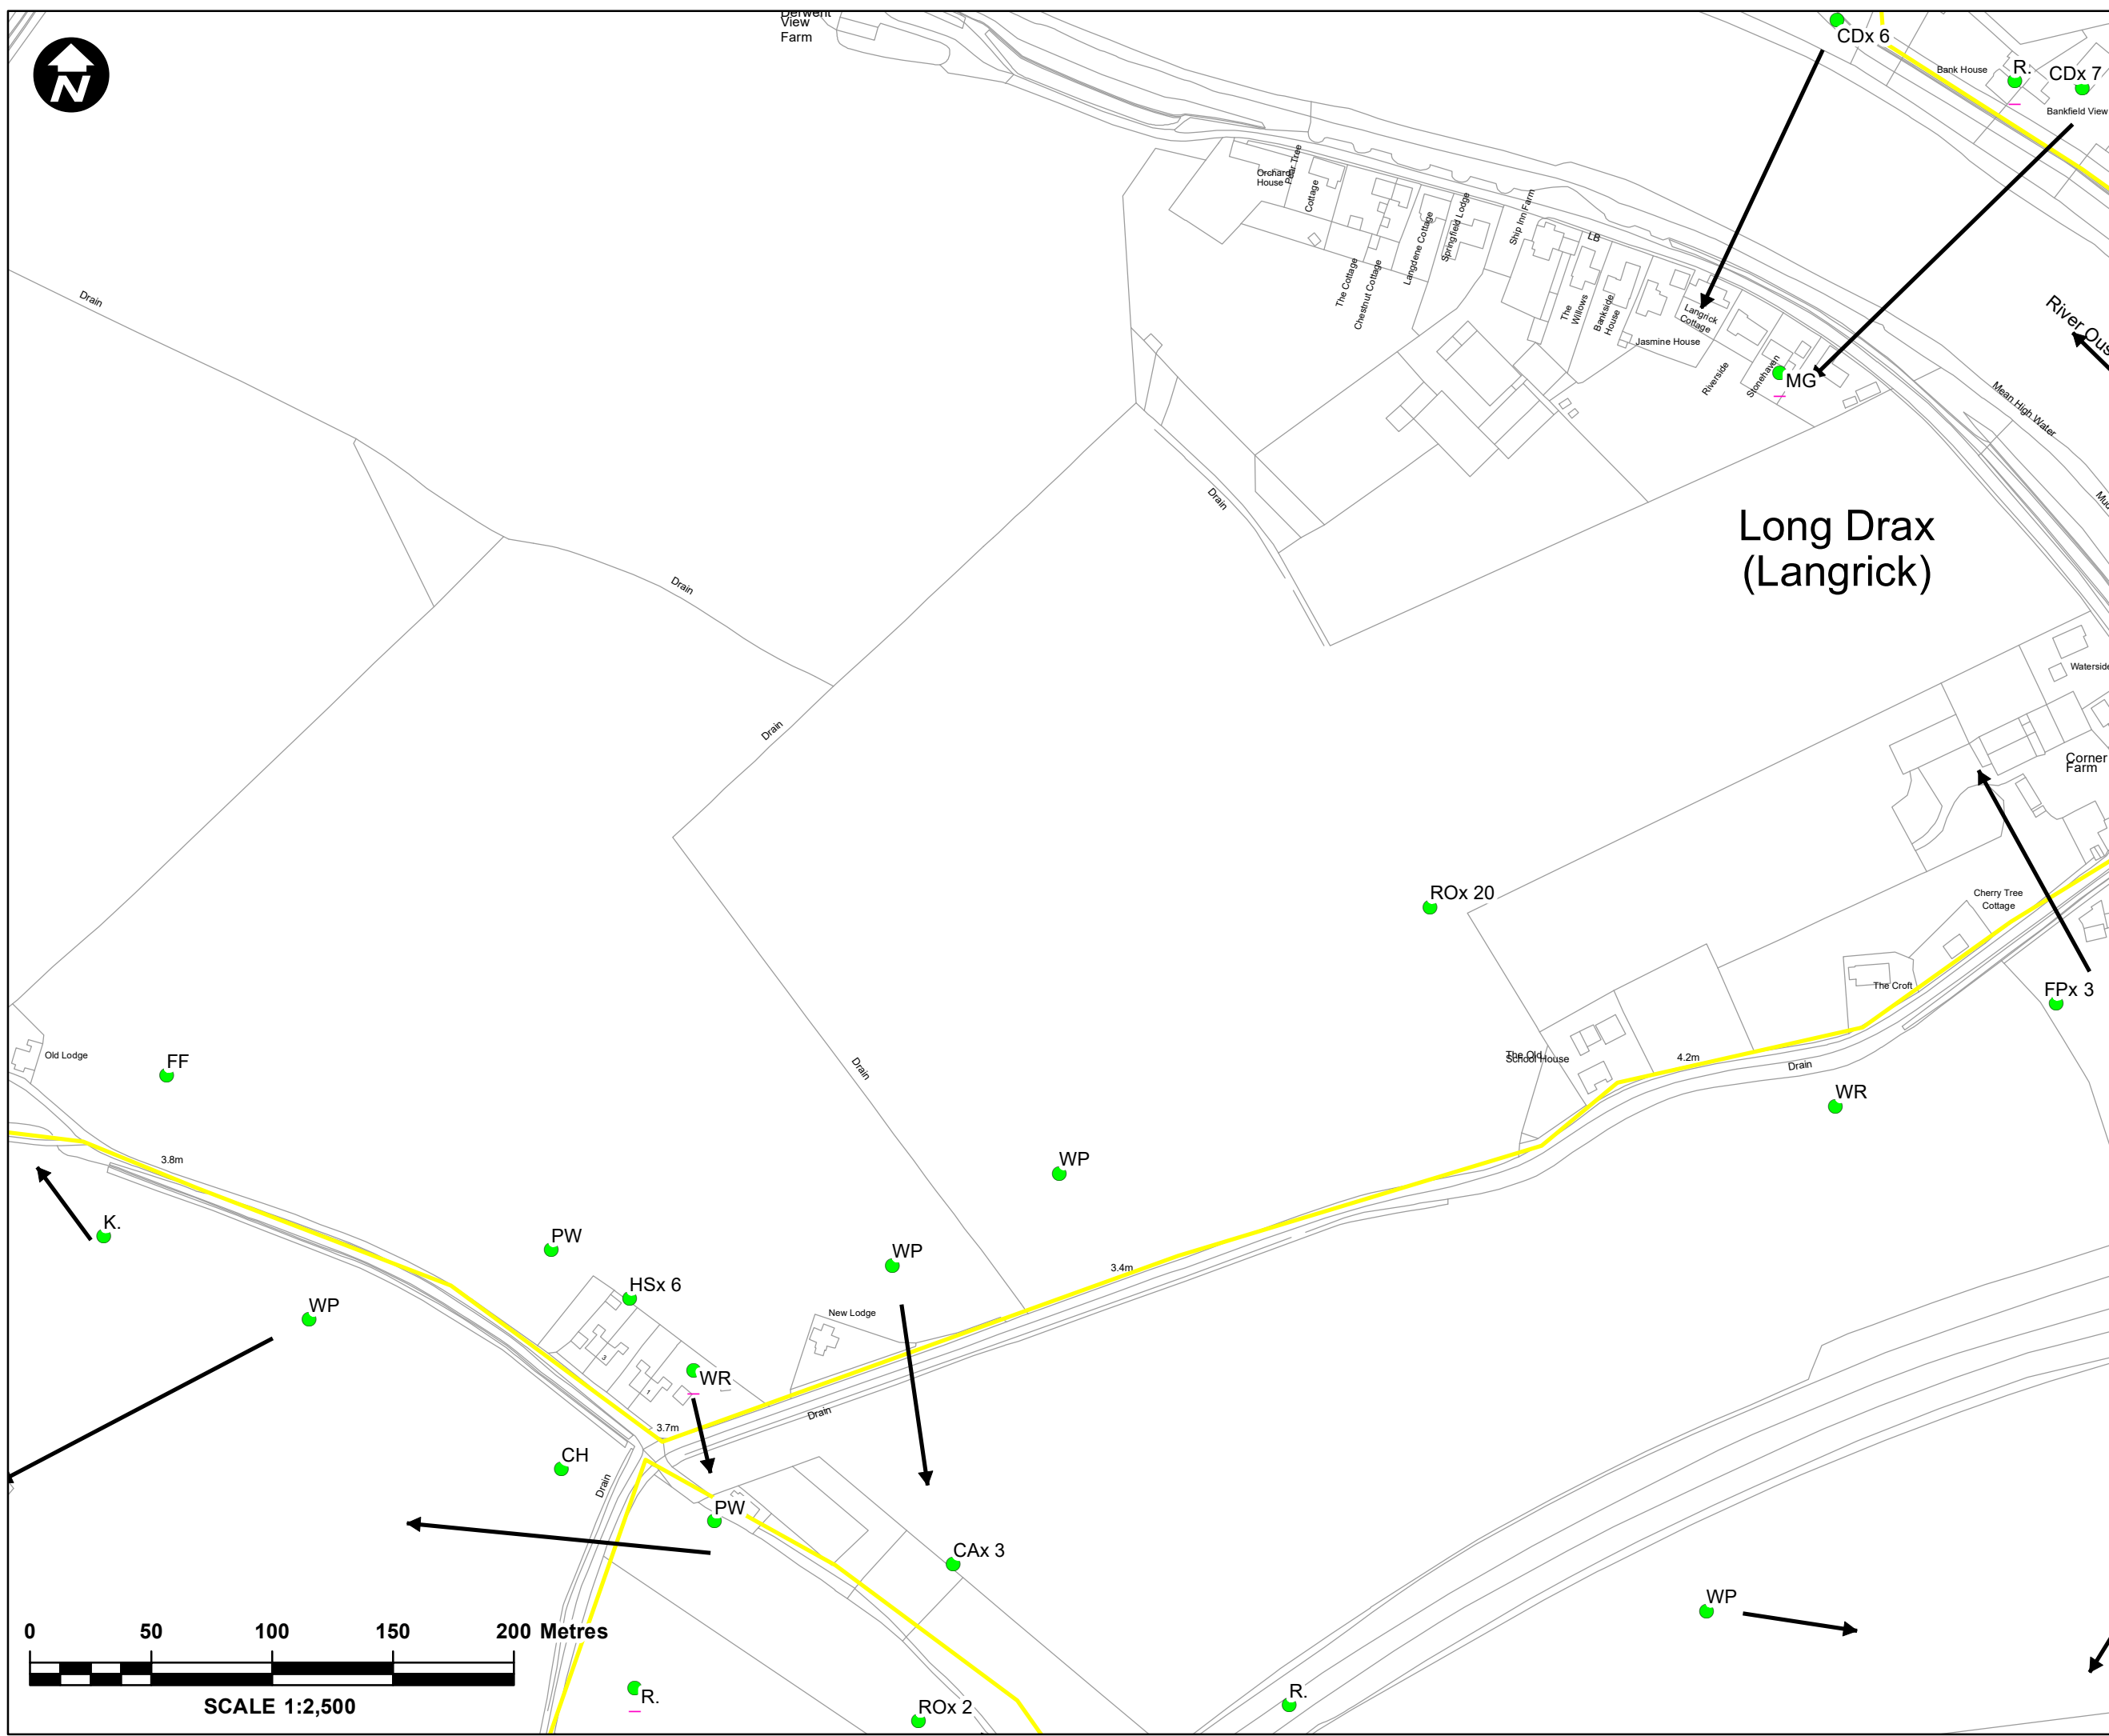 Derwent
View
Farm
N
CDx 6
Bank House
R.
CDx 7
Bankfield View
Orchard
House
Pear Tree
Cottage
The Cottage
Chestnut Cottage
Langdene Cottage
Springfield Lodge
Ship Inn Farm
LB
The
Willows
Bankside
House
Jasmine House
Langrick
Cottage
Riverside
Stonehaven
MG
River Ous
Mean High Water
Drain
Drain
Drain
Drain
Long Drax
(Langrick)
Waterside
Corner
Farm
ROx 20
Cherry Tree
Cottage
The Croft
FPx 3
Old Lodge
FF
Drain
The Old
School House
4.2m
Drain
WR
3.8m
WP
K.
PW
WP
3.4m
HSx 6
WP
New Lodge
3
1
WR
3.7m
Drain
CH
Drain
PW
CAx 3
WP
0 50 100 150 200 Metres
SCALE 1:2,500
R.
ROx 2
R.